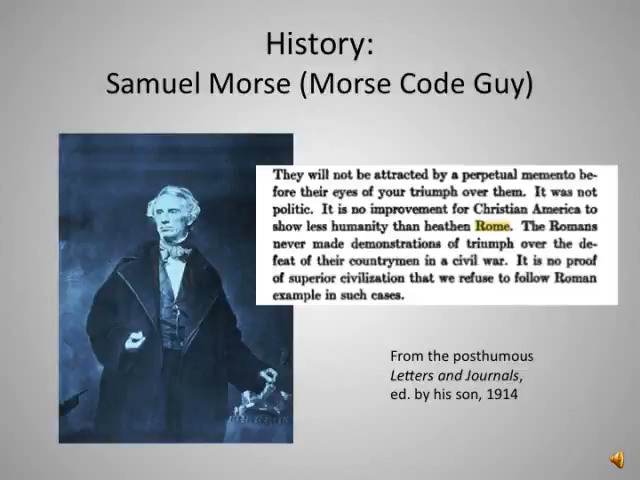 History:
Samuel Morse (Morse Code Guy)
They will not be attracted by a perpetual memento be-
fore their eyes of your triumph over them. It was not
politic. It is no improvement for Christian America to
show less humanity than heathen Rome. The Romans
never made demonstrations of triumph over the de-
feat of their countrymen in a civil war. It is no proof
of superior civilization that we refuse to follow Roman
example in such cases.
From the posthumous
Letters and Journals,
ed. by his son, 1914